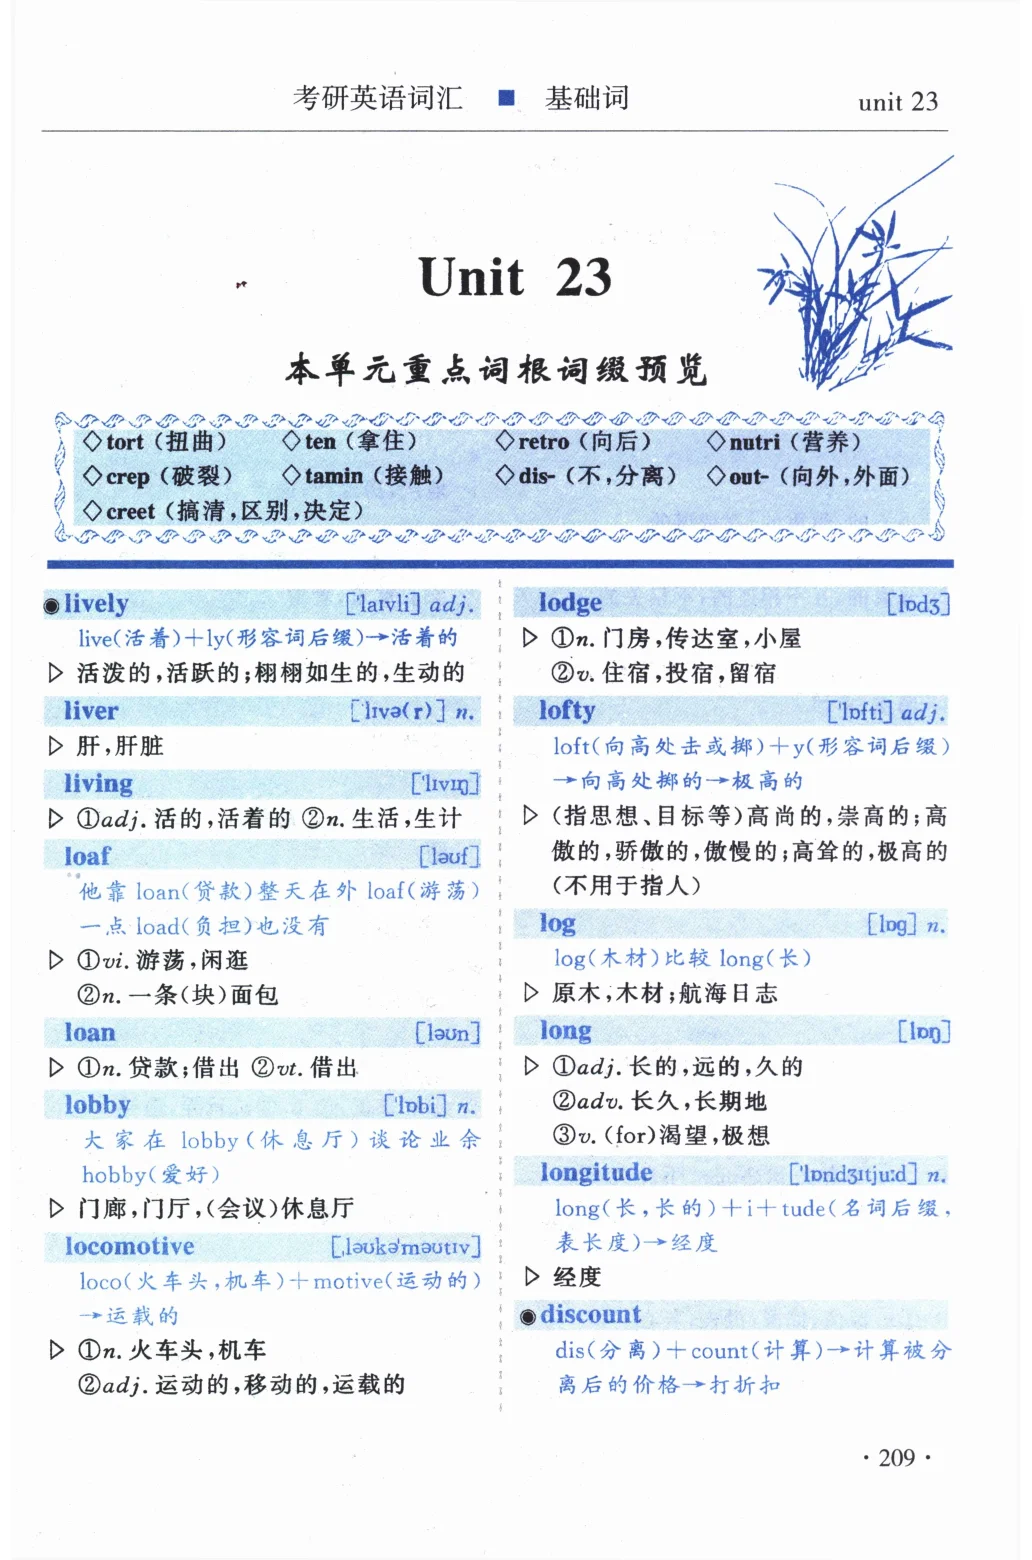 考研英语词汇 ■ 基础词 unit 23
Unit 23
本单元重点词根词缀预览
◇tort（扭曲） ◇ten（拿住） ◇retro（向后） ◇nutri（营养）
◇crep（破裂） ◇tamin（接触） ◇dis-（不,分离） ◇out-（向外,外面）
◇creet（搞清,区别,决定）
◉lively ['laɪvli] adj.
live(活着)+ly(形容词后缀)→活着的
▷ 活泼的,活跃的;栩栩如生的,生动的
liver ['lɪvə(r)] n.
▷ 肝,肝脏
living ['lɪvɪŋ]
▷ ①adj.活的,活着的 ②n.生活,生计
loaf [ləʊf]
他靠 loan(贷款)整天在外 loaf(游荡)
一点 load(负担)也没有
▷ ①vi.游荡,闲逛
②n.一条(块)面包
loan [ləʊn]
▷ ①n.贷款;借出 ②vt.借出
lobby ['lɒbi] n.
大家在 lobby(休息厅)谈论业余
hobby(爱好)
▷ 门廊,门厅,(会议)休息厅
locomotive [ˌləʊkə'məʊtɪv]
loco(火车头,机车)+motive(运动的)
→运载的
▷ ①n.火车头,机车
②adj.运动的,移动的,运载的
lodge [lɒdʒ]
▷ ①n.门房,传达室,小屋
②v.住宿,投宿,留宿
lofty ['lɒfti] adj.
loft(向高处击或掷)+y(形容词后缀)
→向高处掷的→极高的
▷ (指思想、目标等)高尚的,崇高的;高
傲的,骄傲的,傲慢的;高耸的,极高的
(不用于指人)
log [lɒg] n.
log(木材)比较 long(长)
▷ 原木,木材;航海日志
long [lɒŋ]
▷ ①adj.长的,远的,久的
②adv.长久,长期地
③v.(for)渴望,极想
longitude ['lɒndʒɪtjuːd] n.
long(长,长的)+i+tude(名词后缀,
表长度)→经度
▷ 经度
◉discount
dis(分离)+count(计算)→计算被分
离后的价格→打折扣
·209·